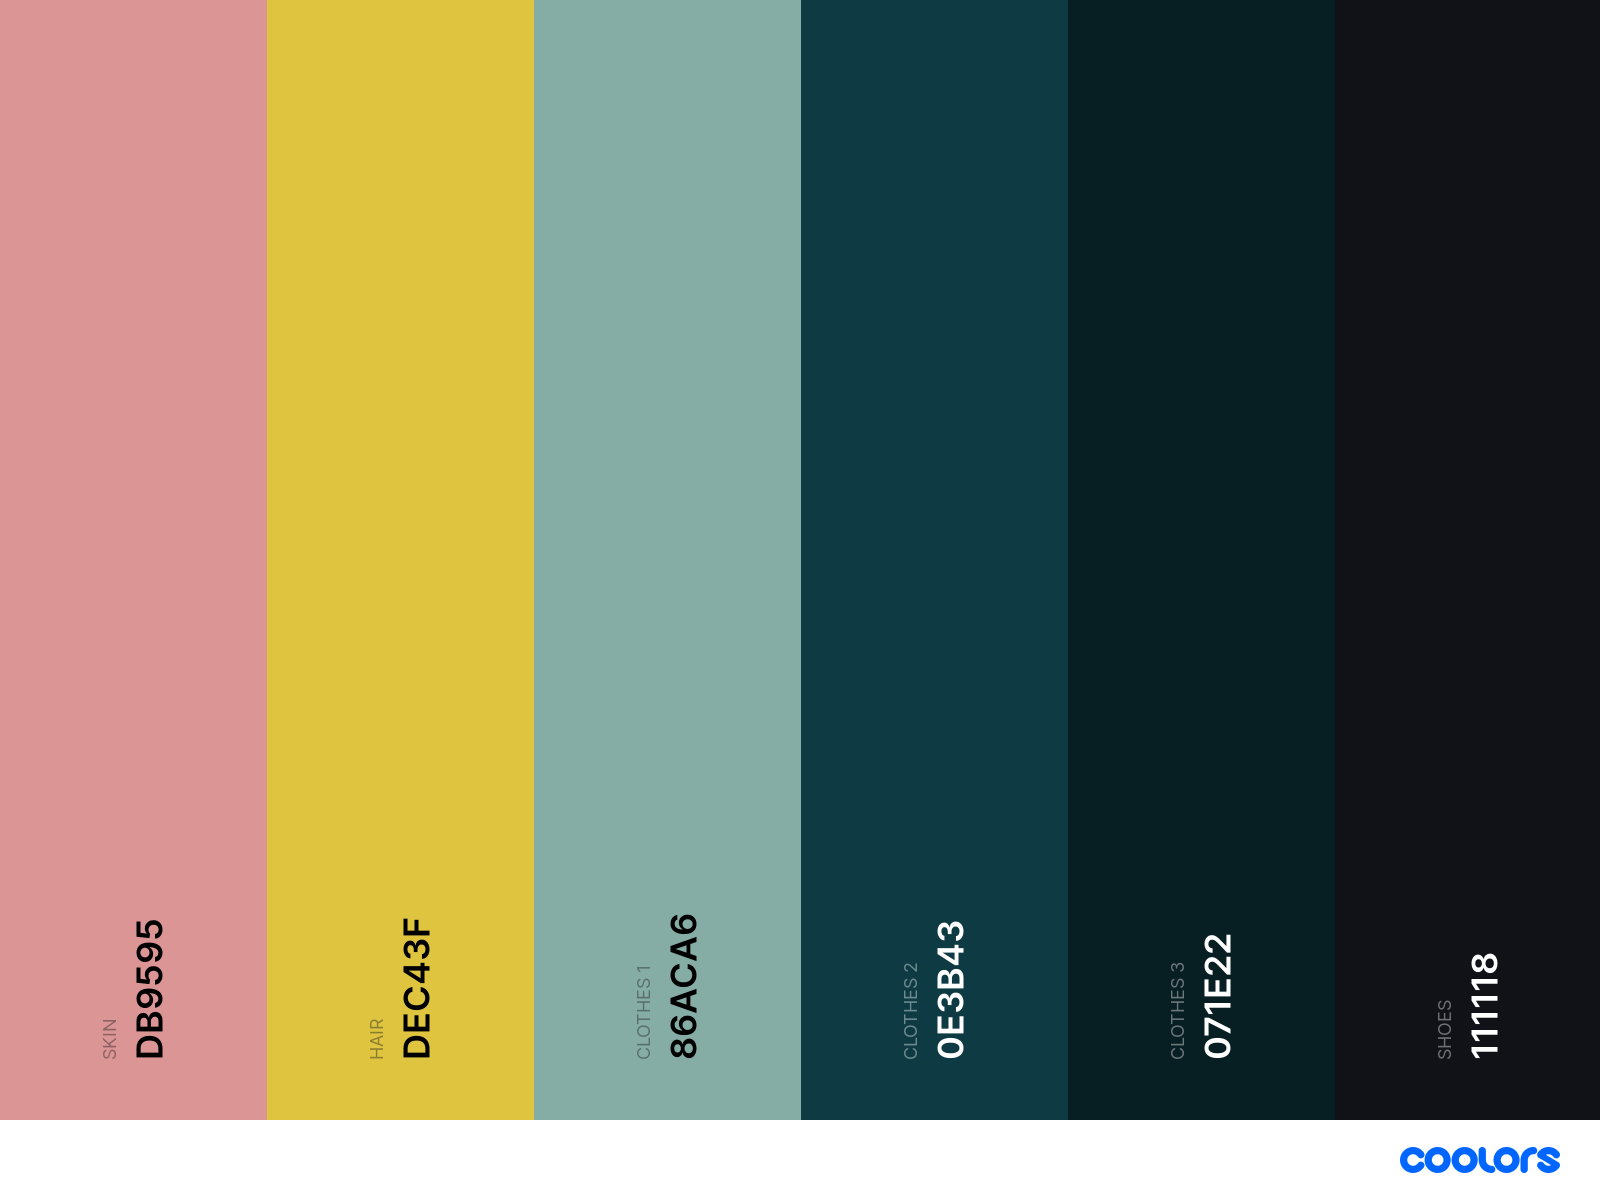 SKIN
DB9595
HAIR
DEC43F
CLOTHES 1
86ACA6
CLOTHES 2
0E3B43
CLOTHES 3
071E22
SHOES
111118
coolors